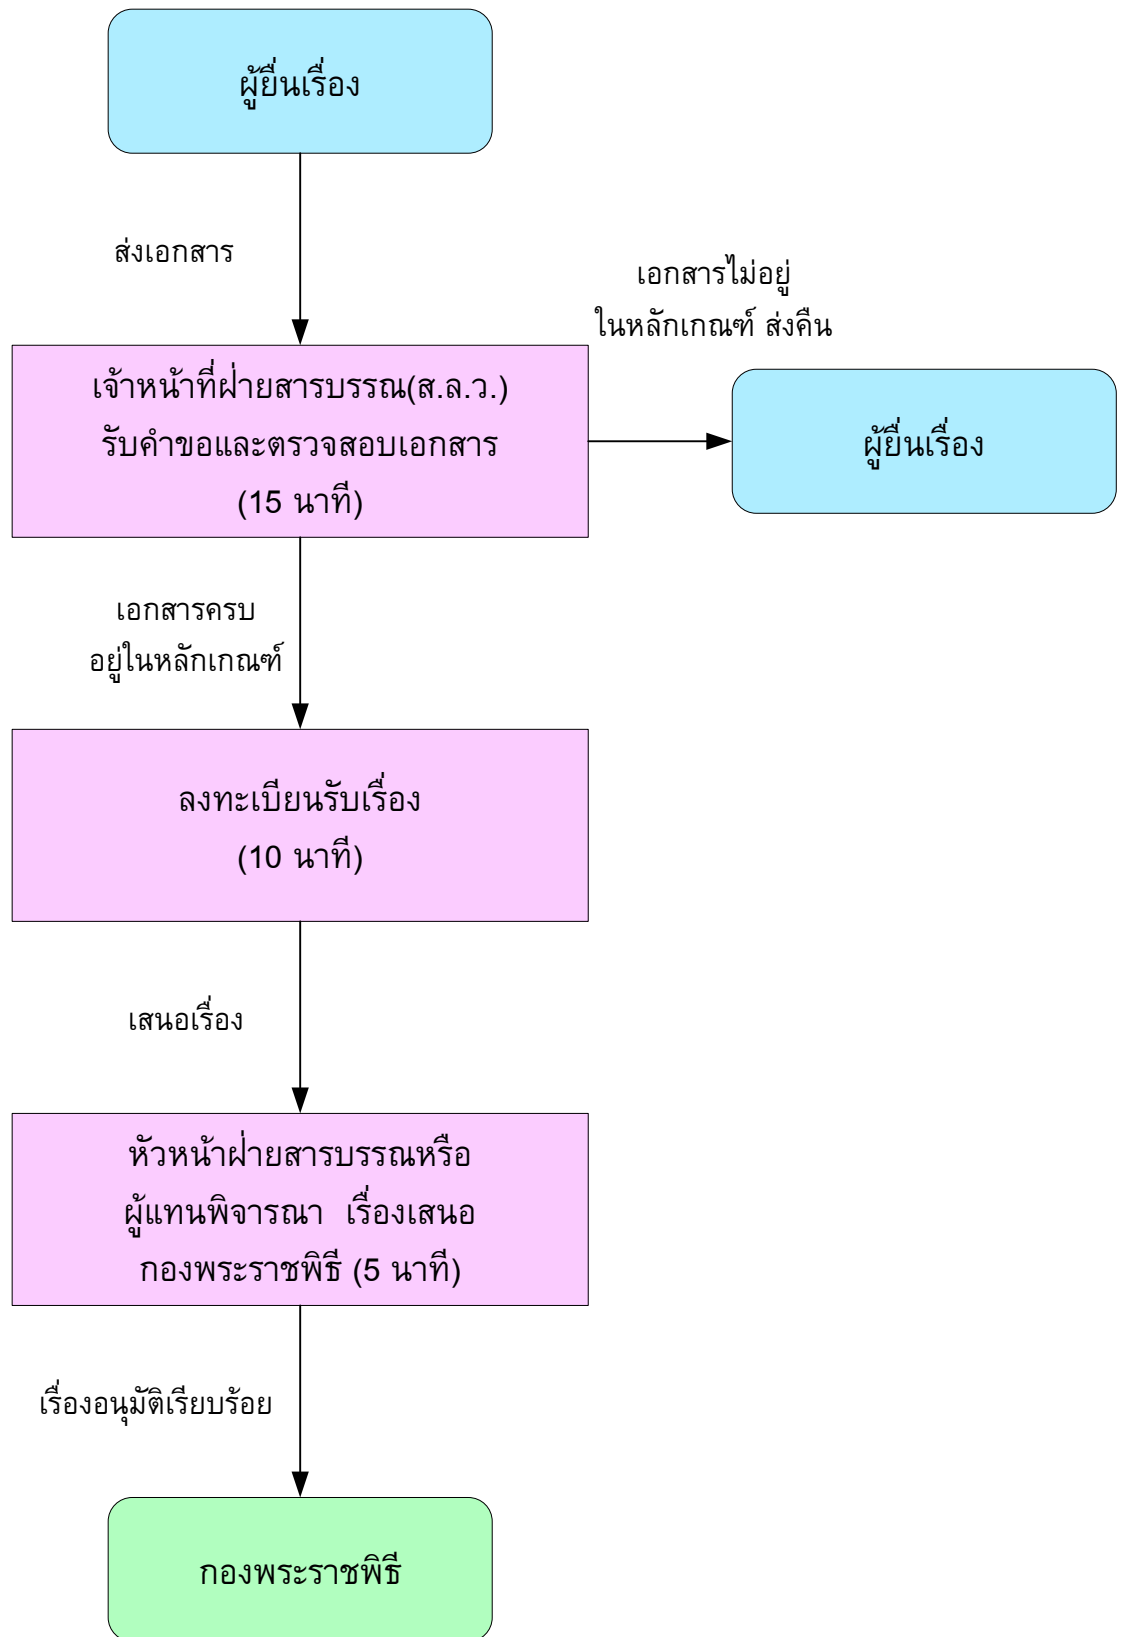 ผู้ยื่นเรื่อง
ส่งเอกสาร
เอกสารไม่อยู่
ในหลักเกณฑ์ ส่งคืน
เจ้าหน้าที่ฝ่ายสารบรรณ(ส.ล.ว.)
รับคำขอและตรวจสอบเอกสาร
(15 นาที)
ผู้ยื่นเรื่อง
เอกสารครบ
อยู่ในหลักเกณฑ์
ลงทะเบียนรับเรื่อง
(10 นาที)
เสนอเรื่อง
หัวหน้าฝ่ายสารบรรณหรือ
ผู้แทนพิจารณา เรื่องเสนอ
กองพระราชพิธี (5 นาที)
เรื่องอนุมัติเรียบร้อย
กองพระราชพิธี